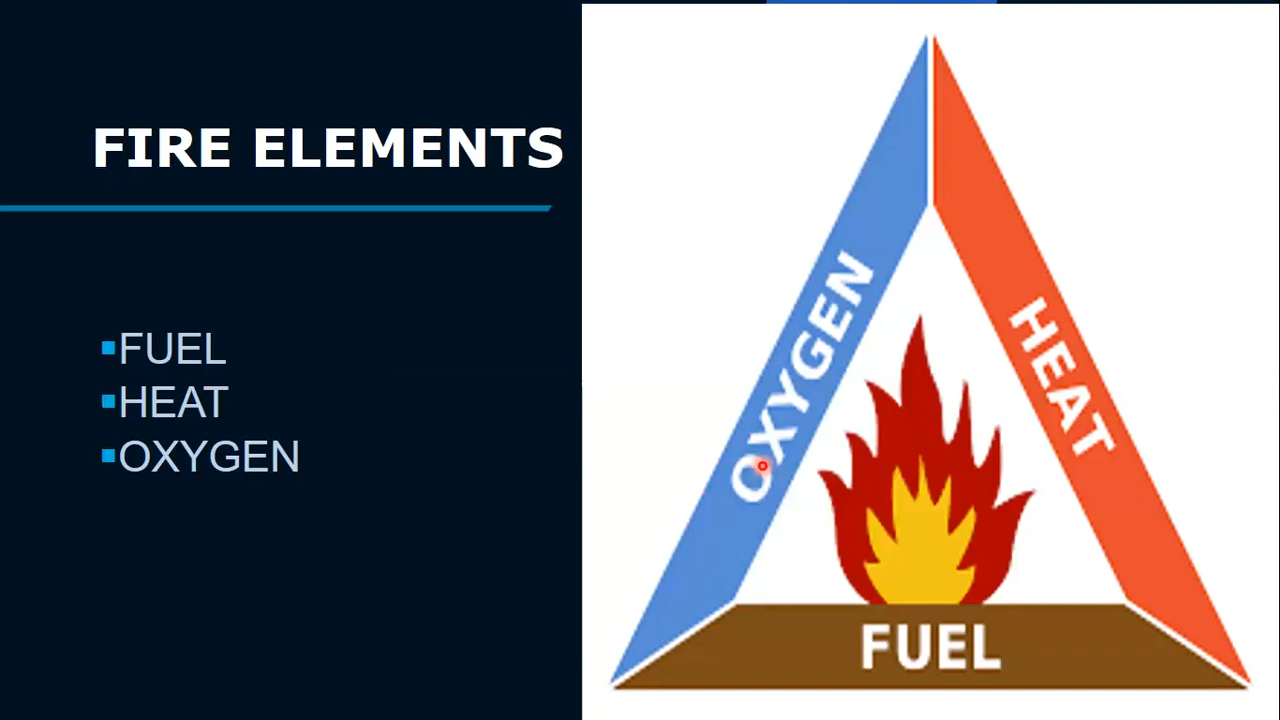 FIRE ELEMENTS
FUEL
HEAT
OXYGEN
OXYGEN
HEAT
FUEL